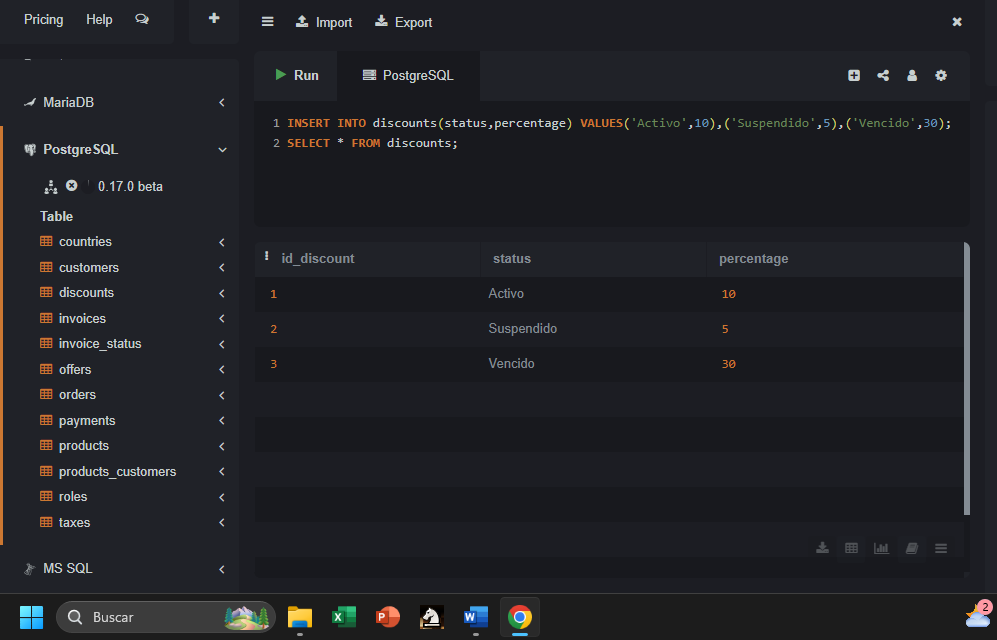 Pricing Help
Import Export
MariaDB
PostgreSQL
0.17.0 beta
Table
countries
customers
discounts
invoices
invoice_status
offers
orders
payments
products
products_customers
roles
taxes
MS SQL
Run PostgreSQL
1 INSERT INTO discounts(status,percentage) VALUES('Activo',10),('Suspendido',5),('Vencido',30);
2 SELECT * FROM discounts;
id_discount status percentage
1 Activo 10
2 Suspendido 5
3 Vencido 30
Buscar
2